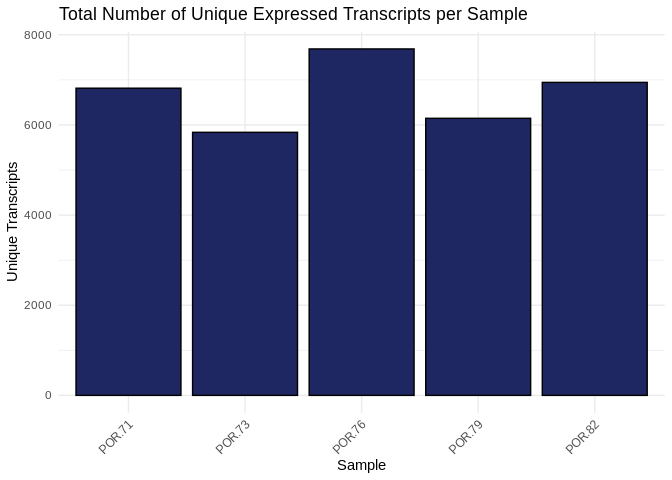 Total Number of Unique Expressed Transcripts per Sample
Unique Transcripts
8000
6000
4000
2000
0
POR.71
POR.73
POR.76
POR.79
POR.82
Sample